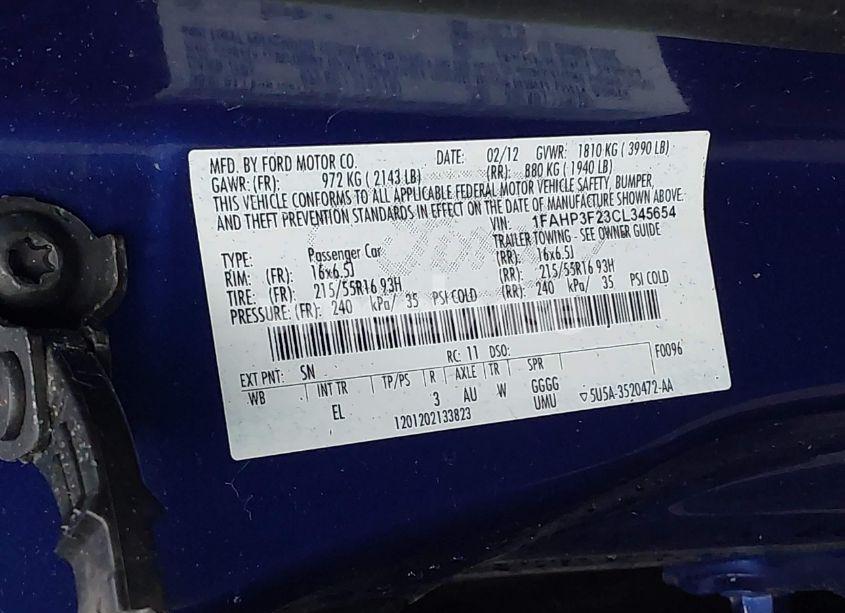 MFD. BY FORD MOTOR CO. DATE: 02/12 GVWR: 1810 KG ( 3990 LB)
GAWR: (FR): 972 KG ( 2143 LB) (RR): 880 KG ( 1940 LB)
THIS VEHICLE CONFORMS TO ALL APPLICABLE FEDERAL MOTOR VEHICLE SAFETY, BUMPER,
AND THEFT PREVENTION STANDARDS IN EFFECT ON THE DATE OF MANUFACTURE SHOWN ABOVE.
VIN: 1FAHP3F23CL345654
TYPE: Passenger Car TRAILER TOWING - SEE OWNER GUIDE
RIM: (FR): 16x6.5J (RR): 16x6.5J
TIRE: (FR): 215/55R16 93H (RR): 215/55R16 93H
PRESSURE: (FR): 240 kPa/ 35 PSI COLD (RR): 240 kPa/ 35 PSI COLD
EXT PNT: SN RC: 11 DSO: F0096
WB INT TR TP/PS R AXLE TR SPR
EL 3 AU W GGGG
UMU
1201202133823 5U5A-3520472-AA